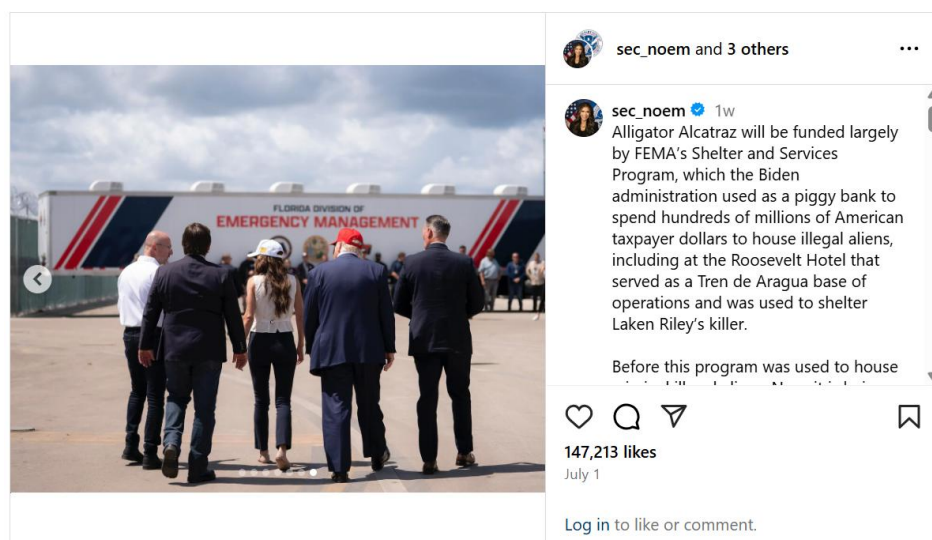 sec_noem and 3 others
sec_noem 1w
Alligator Alcatraz will be funded largely
by FEMA's Shelter and Services
Program, which the Biden
administration used as a piggy bank to
spend hundreds of millions of American
taxpayer dollars to house illegal aliens,
including at the Roosevelt Hotel that
served as a Tren de Aragua base of
operations and was used to shelter
Laken Riley's killer.
Before this program was used to house
FLORIDA DIVISION OF
EMERGENCY MANAGEMENT
147,213 likes
July 1
Log in to like or comment.